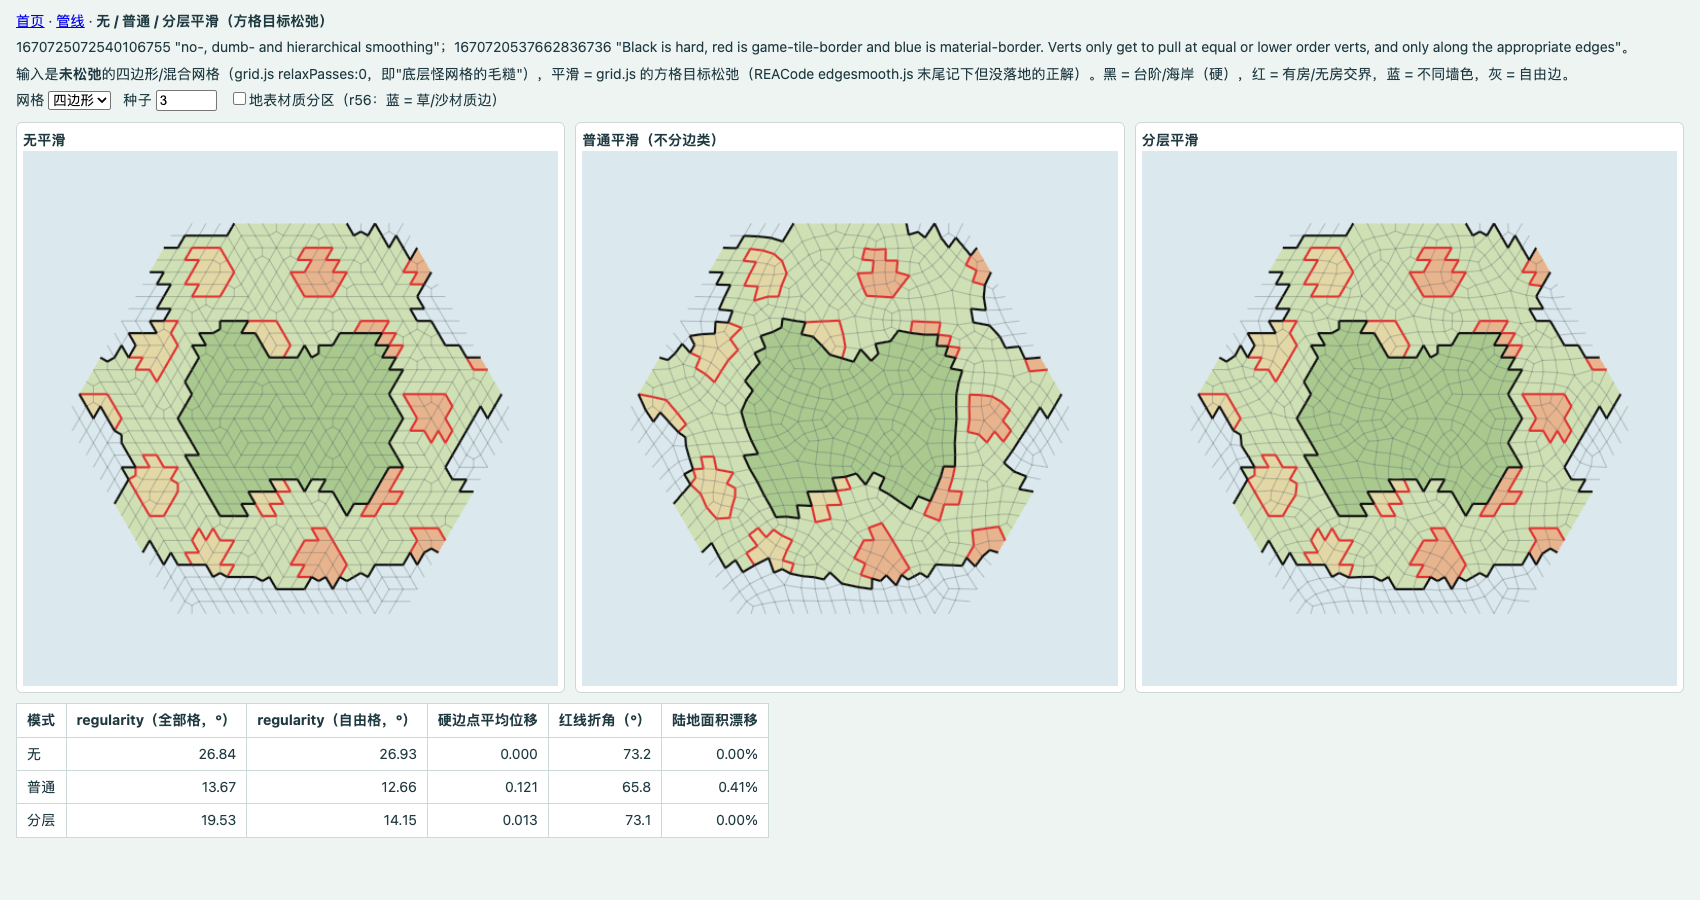 首页 · 管线 · 无 / 普通 / 分层平滑（方格目标松弛）
1670725072540106755 "no-, dumb- and hierarchical smoothing"；1670720537662836736 "Black is hard, red is game-tile-border and blue is material-border. Verts only get to pull at equal or lower order verts, and only along the appropriate edges"。
输入是未松弛的四边形/混合网格（grid.js relaxPasses:0，即"底层怪网格的毛糙"），平滑 = grid.js 的方格目标松弛（REACode edgesmooth.js 末尾记下但没落地的正解）。黑 = 台阶/海岸（硬），红 = 有房/无房交界，蓝 = 不同墙色，灰 = 自由边。
网格 四边形 种子 3 地表材质分区（r56：蓝 = 草/沙材质边）
无平滑 普通平滑（不分边类） 分层平滑
模式 regularity（全部格，°） regularity（自由格，°） 硬边点平均位移 红线折角（°） 陆地面积漂移
无 26.84 26.93 0.000 73.2 0.00%
普通 13.67 12.66 0.121 65.8 0.41%
分层 19.53 14.15 0.013 73.1 0.00%